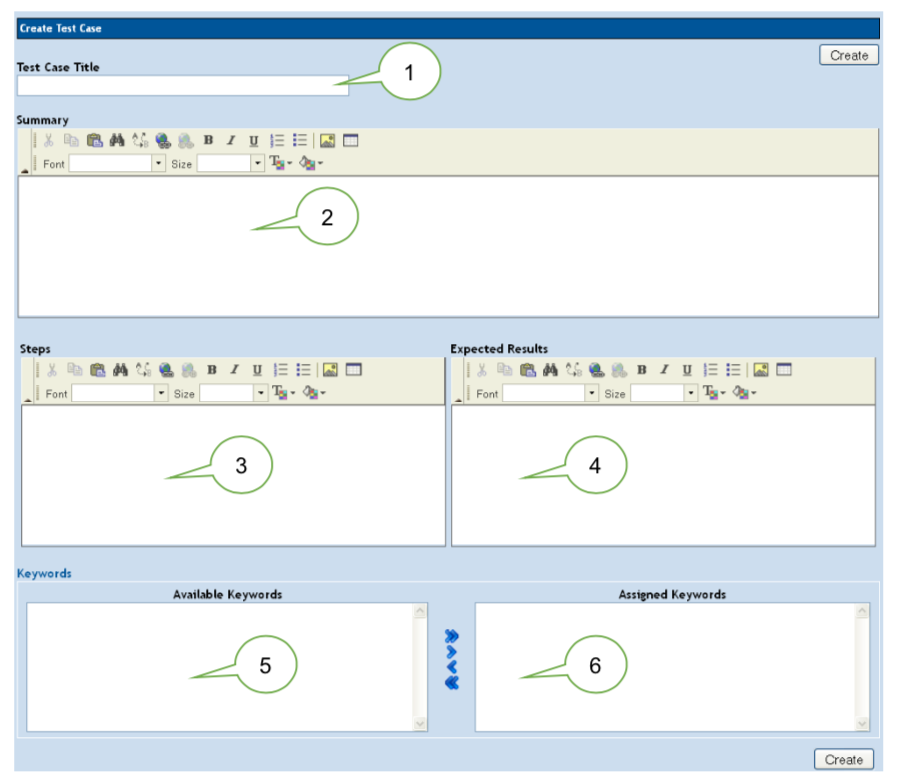 Create Test Case
Create
Test Case Title
1
Summary
B I U
Font Size
2
Steps Expected Results
B I U B I U
Font Size Font Size
3 4
Keywords
Available Keywords Assigned Keywords
5 6
Create